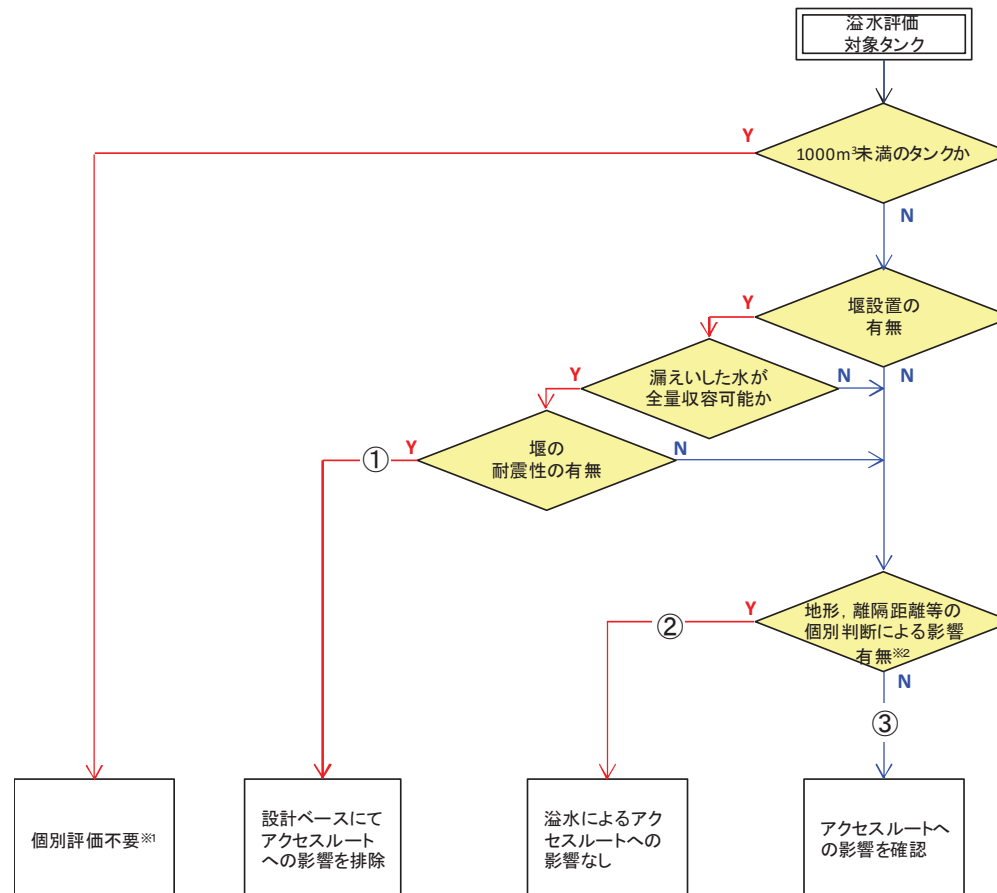 溢水評価
対象タンク
Y
1000m³未満のタンクか
N
Y
堰設置の
有無
Y
漏えいした水が
全量収容可能か
N
N
①
Y
堰の
耐震性の有無
N
②
Y
地形,離隔距離等の
個別判断による影響
有無※2
N
③
個別評価不要※1
設計ベースにて
アクセスルート
への影響を排除
溢水によるアク
セスルートへの
影響なし
アクセスルートへ
の影響を確認